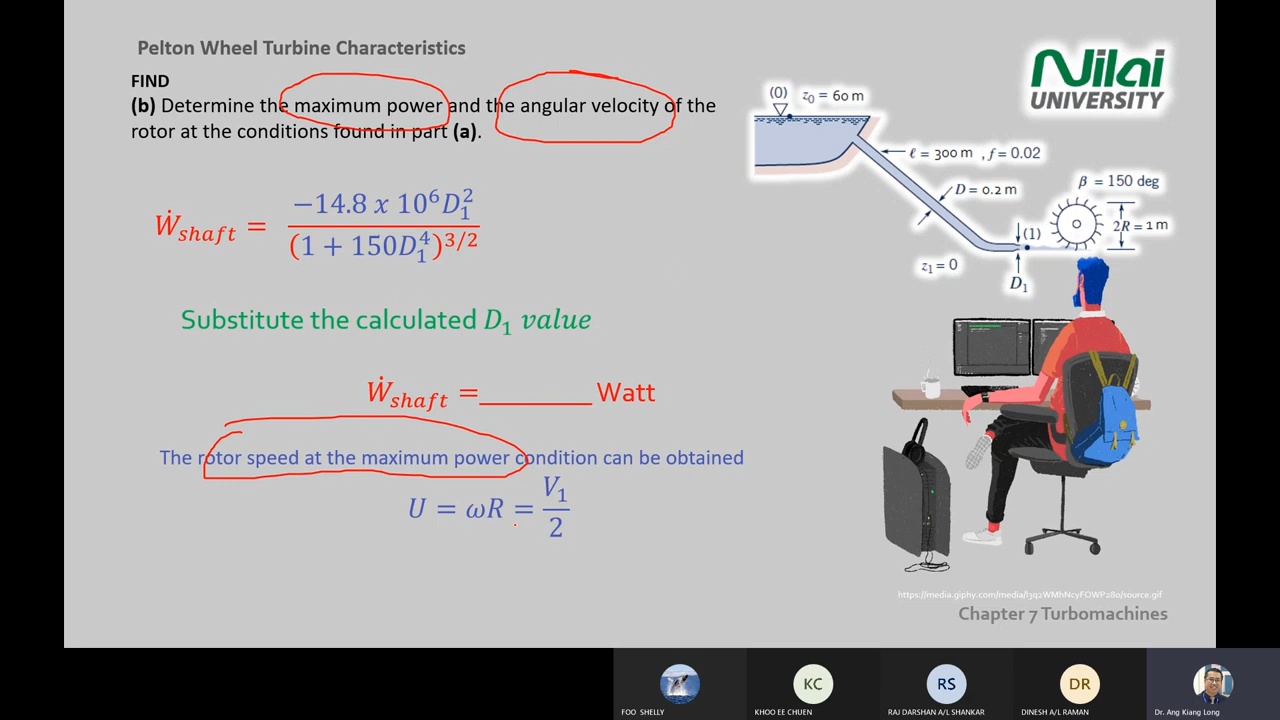 Pelton Wheel Turbine Characteristics
FIND
(b) Determine the maximum power and the angular velocity of the
rotor at the conditions found in part (a).
Ẇ_shaft = −14.8 x 10⁶D₁² / (1 + 150D₁⁴)^3/2
Substitute the calculated D₁ value
Ẇ_shaft =________ Watt
The rotor speed at the maximum power condition can be obtained
U = ωR = V₁/2
Nilai
UNIVERSITY
(0) z₀ = 60 m
ℓ = 300 m , f = 0.02
β = 150 deg
D = 0.2 m
(1) 2R = 1 m
z₁ = 0
D₁
https://media.giphy.com/media/l3q2WMhNcyFOWP280/source.gif
Chapter 7 Turbomachines
KC
RS
DR
FOO SHELLY
KHOO EE CHUEN
RAJ DARSHAN A/L SHANKAR
DINESH A/L RAMAN
Dr. Ang Kiang Long